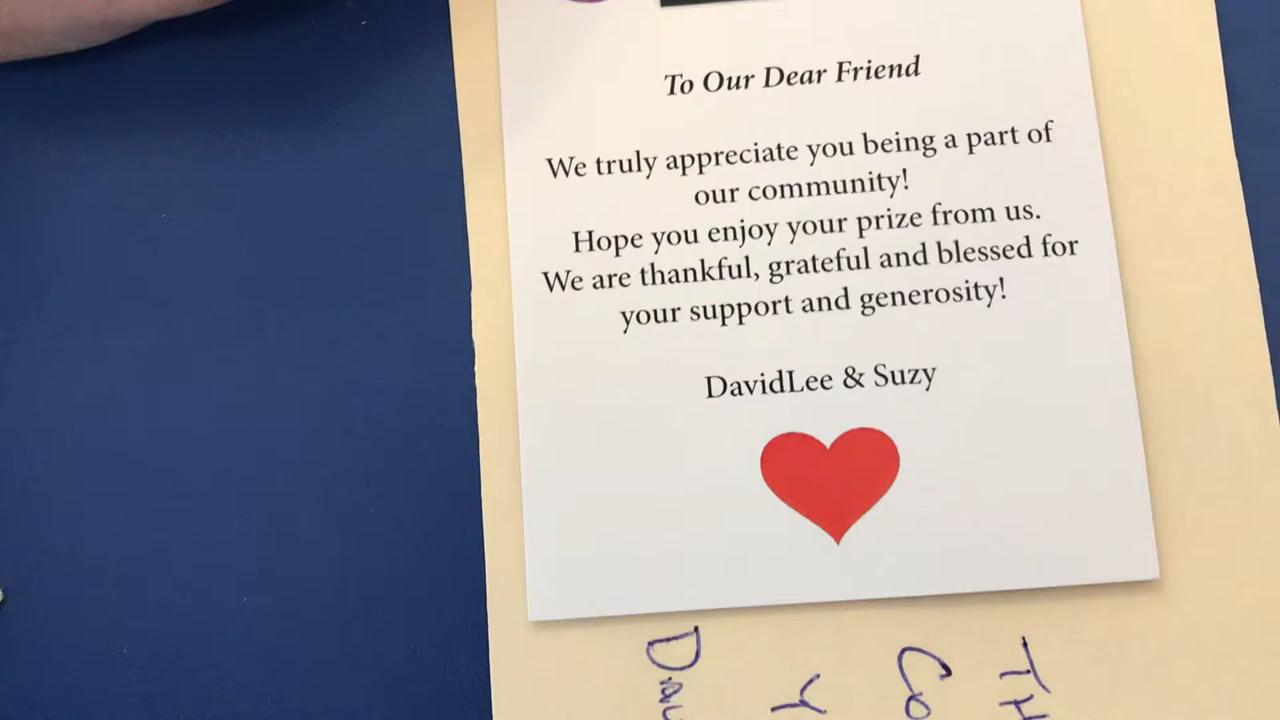 To Our Dear Friend
We truly appreciate you being a part of
our community!
Hope you enjoy your prize from us.
We are thankful, grateful and blessed for
your support and generosity!
DavidLee & Suzy